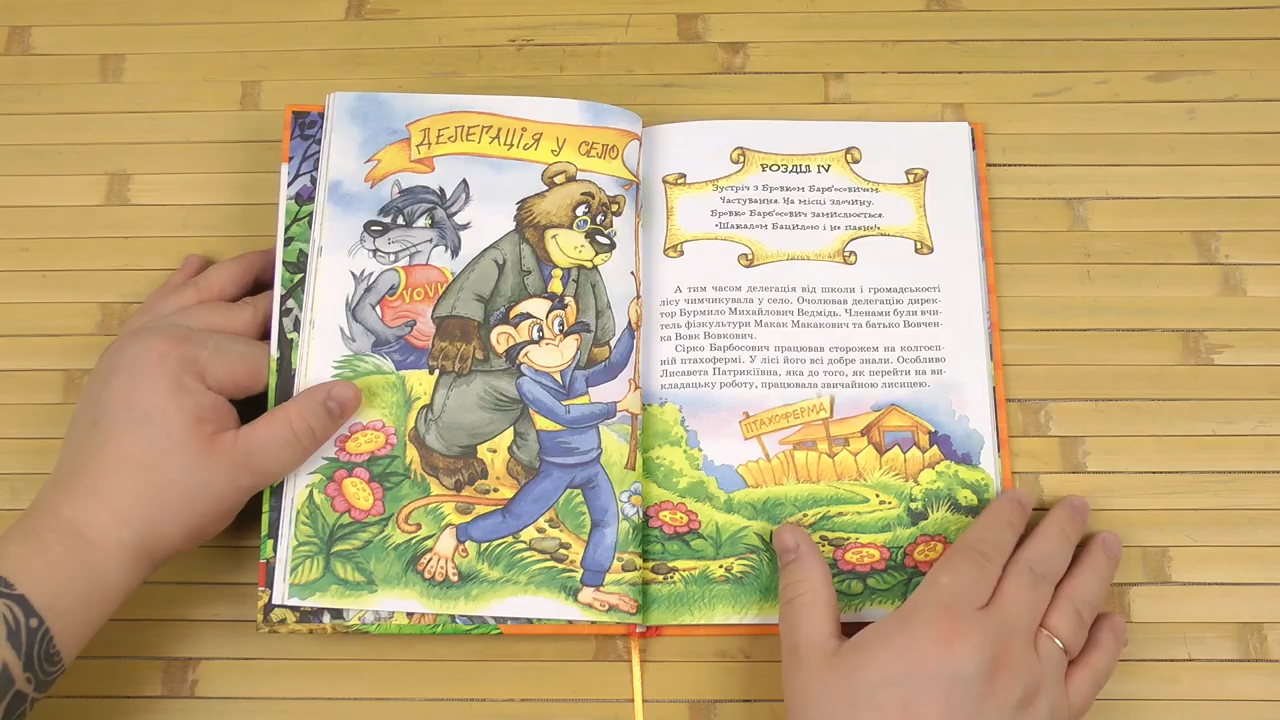 ДЕЛЕГАЦІЯ У СЕЛО
VOVK
РОЗДІЛ IV
Зустріч з Бровком Барбосовичем.
Частування. На місці злочину.
Бровко Барбосович замислюється.
«Шакалом Бацилою і не пахне!»
А тим часом делегація від школи і громадськості
лісу чимчикувала у село. Очолював делегацію дирек-
тор Бурмило Михайлович Ведмідь. Членами були вчи-
тель фізкультури Макак Макакович та батько Вовчен-
ка Вовк Вовкович.
Сірко Барбосович працював сторожем на колгосп-
ній птахофермі. У лісі його всі добре знали. Особливо
Лисавета Патрикіївна, яка до того, як перейти на ви-
кладацьку роботу, працювала звичайною лисицею.
ПТАХОФЕРМА